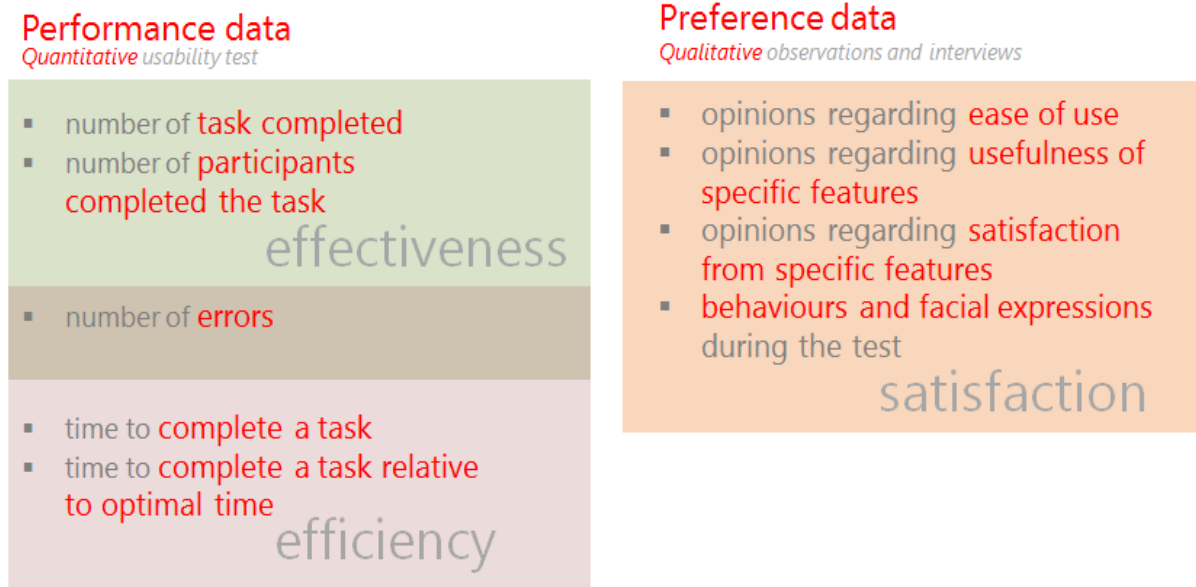 Performance data
Quantitative usability test
▪ number of task completed
▪ number of participants
completed the task
effectiveness
▪ number of errors
▪ time to complete a task
▪ time to complete a task relative
to optimal time
efficiency
Preference data
Qualitative observations and interviews
▪ opinions regarding ease of use
▪ opinions regarding usefulness of
specific features
▪ opinions regarding satisfaction
from specific features
▪ behaviours and facial expressions
during the test
satisfaction